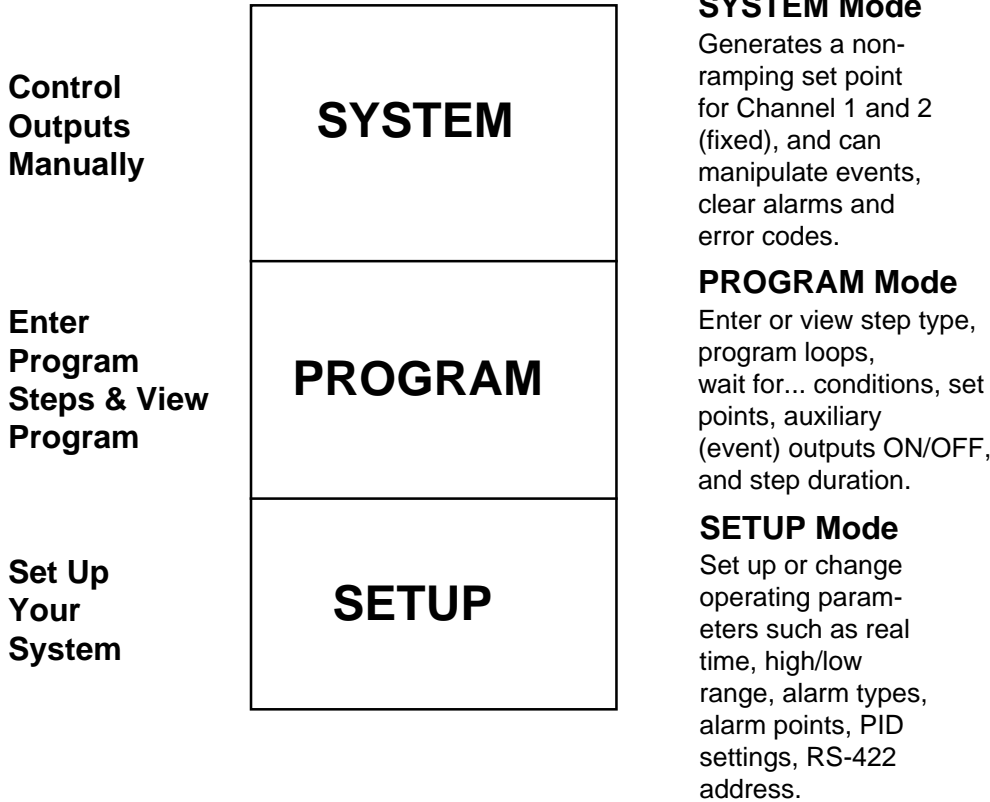 Control
Outputs
Manually
SYSTEM
SYSTEM Mode
Generates a non-
ramping set point
for Channel 1 and 2
(fixed), and can
manipulate events,
clear alarms and
error codes.
Enter
Program
Steps & View
Program
PROGRAM
PROGRAM Mode
Enter or view step type,
program loops,
wait for... conditions, set
points, auxiliary
(event) outputs ON/OFF,
and step duration.
Set Up
Your
System
SETUP
SETUP Mode
Set up or change
operating param-
eters such as real
time, high/low
range, alarm types,
alarm points, PID
settings, RS-422
address.